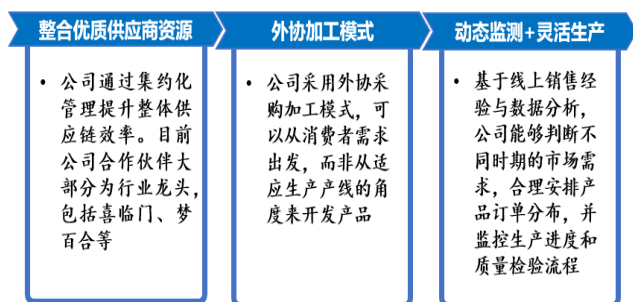 整合优质供应商资源
• 公司通过集约化
管理提升整体供
应链效率。目前
公司合作伙伴大
部分为行业龙头，
包括喜临门、梦
百合等
外协加工模式
• 公司采用外协采
购加工模式，可
以从消费者需求
出发，而非从适
应生产产线的角
度来开发产品
动态监测+灵活生产
• 基于线上销售经
验与数据分析，
公司能够判断不
同时期的市场需
求，合理安排产
品订单分布，并
监控生产进度和
质量检验流程